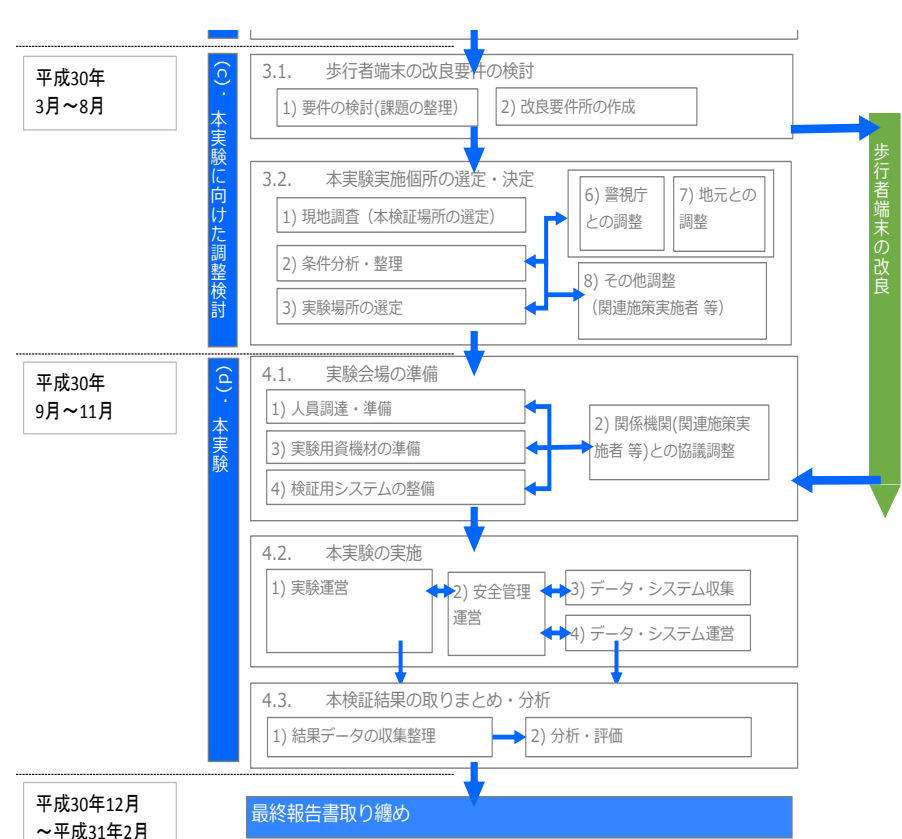 平成30年
3月～8月
(c)．本実験に向けた調整検討
3.1.　歩行者端末の改良要件の検討
1) 要件の検討(課題の整理)
2) 改良要件所の作成
歩行者端末の改良
3.2.　本実験実施個所の選定・決定
1) 現地調査（本検証場所の選定）
2) 条件分析・整理
3) 実験場所の選定
6) 警視庁
との調整
7) 地元との
調整
8) その他調整
（関連施策実施者 等）
平成30年
9月～11月
(d)．本実験
4.1.　実験会場の準備
1) 人員調達・準備
3) 実験用資機材の準備
4) 検証用システムの整備
2) 関係機関(関連施策実
施者 等)との協議調整
4.2.　本実験の実施
1) 実験運営
2) 安全管理
運営
3) データ・システム収集
4) データ・システム運営
4.3.　本検証結果の取りまとめ・分析
1) 結果データの収集整理
2) 分析・評価
平成30年12月
～平成31年2月
最終報告書取り纏め